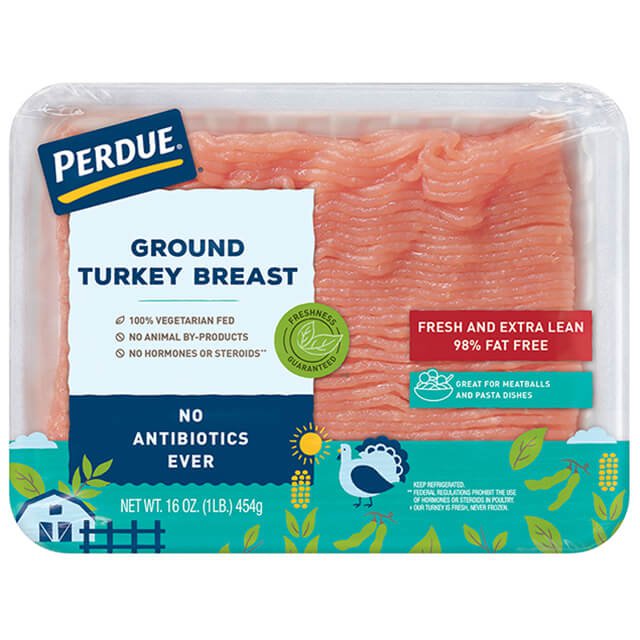 PERDUE®
GROUND
TURKEY BREAST
100% VEGETARIAN FED
NO ANIMAL BY-PRODUCTS
NO HORMONES OR STEROIDS**
FRESHNESS
GUARANTEED
NO
ANTIBIOTICS
EVER
NET WT. 16 OZ. (1LB.) 454g
FRESH AND EXTRA LEAN
98% FAT FREE
GREAT FOR MEATBALLS
AND PASTA DISHES
KEEP REFRIGERATED.
** FEDERAL REGULATIONS PROHIBIT THE USE
OF HORMONES OR STEROIDS IN POULTRY.
OUR TURKEY IS FRESH, NEVER FROZEN.